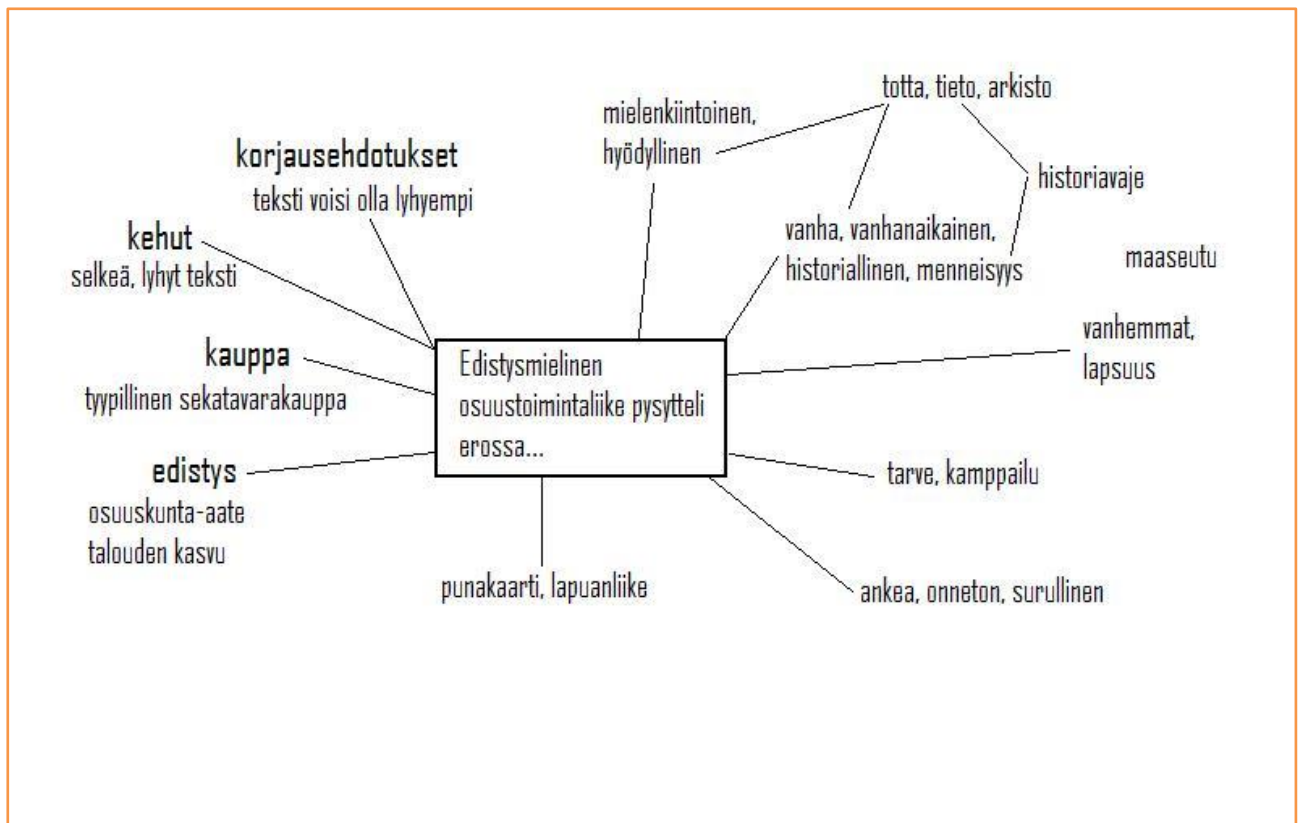 totta, tieto, arkisto
mielenkiintoinen,
hyödyllinen
korjausehdotukset
teksti voisi olla lyhyempi
historiavaje
kehut
selkeä, lyhyt teksti
vanha, vanhanaikainen,
historiallinen, menneisyys
maaseutu
vanhemmat,
lapsuus
kauppa
tyypillinen sekatavarakauppa
Edistysmielinen
osuustoimintaliike pysytteli
erossa...
edistys
osuuskunta-aate
talouden kasvu
tarve, kamppailu
punakaarti, lapuanliike
ankea, onneton, surullinen